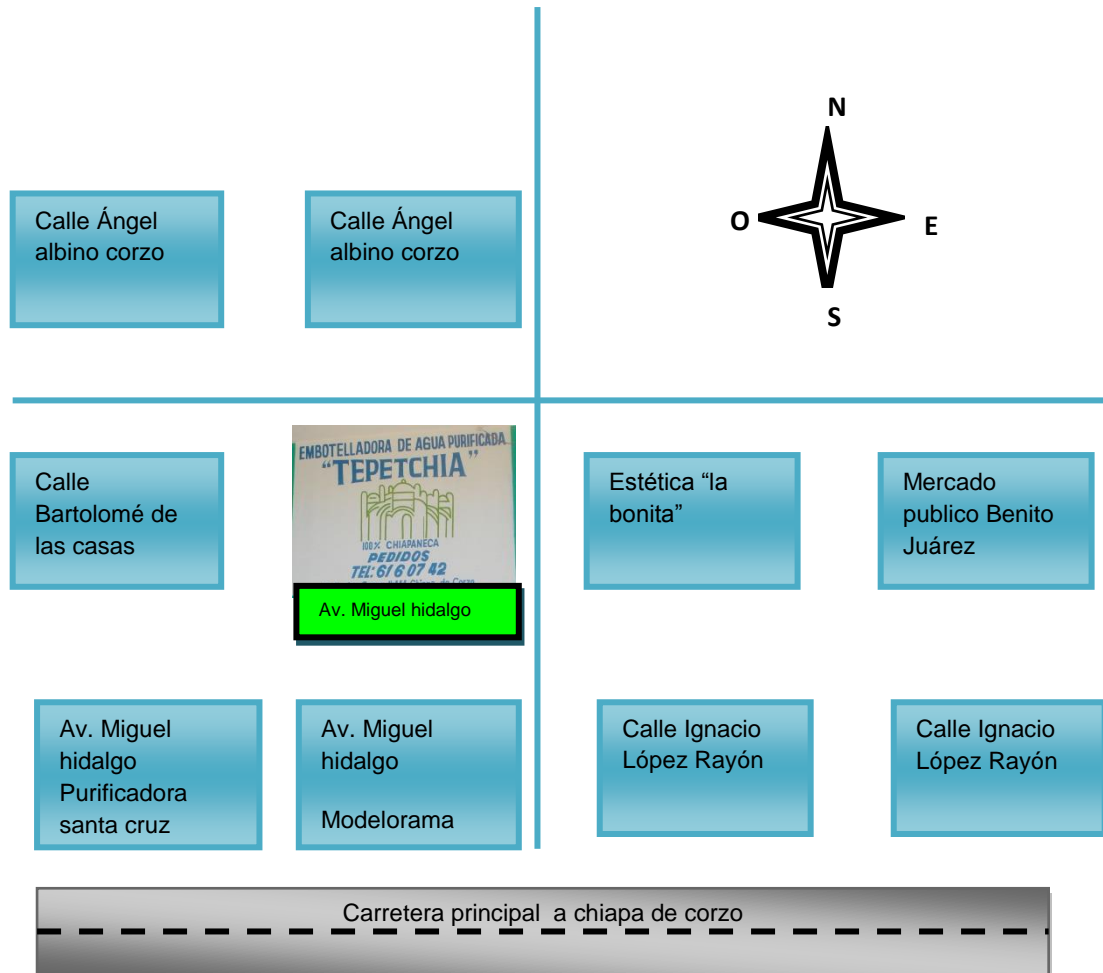 N
O
E
S
Calle Ángel
albino corzo
Calle Ángel
albino corzo
Calle
Bartolomé de
las casas
EMBOTELLADORA DE AGUA PURIFICADA
"TEPETCHIA"
100% CHIAPANECA
PEDIDOS
TEL: 61 6 07 42
Chiapa de Corzo
Av. Miguel hidalgo
Estética “la
bonita”
Mercado
publico Benito
Juárez
Av. Miguel
hidalgo
Purificadora
santa cruz
Av. Miguel
hidalgo
Modelorama
Calle Ignacio
López Rayón
Calle Ignacio
López Rayón
Carretera principal a chiapa de corzo